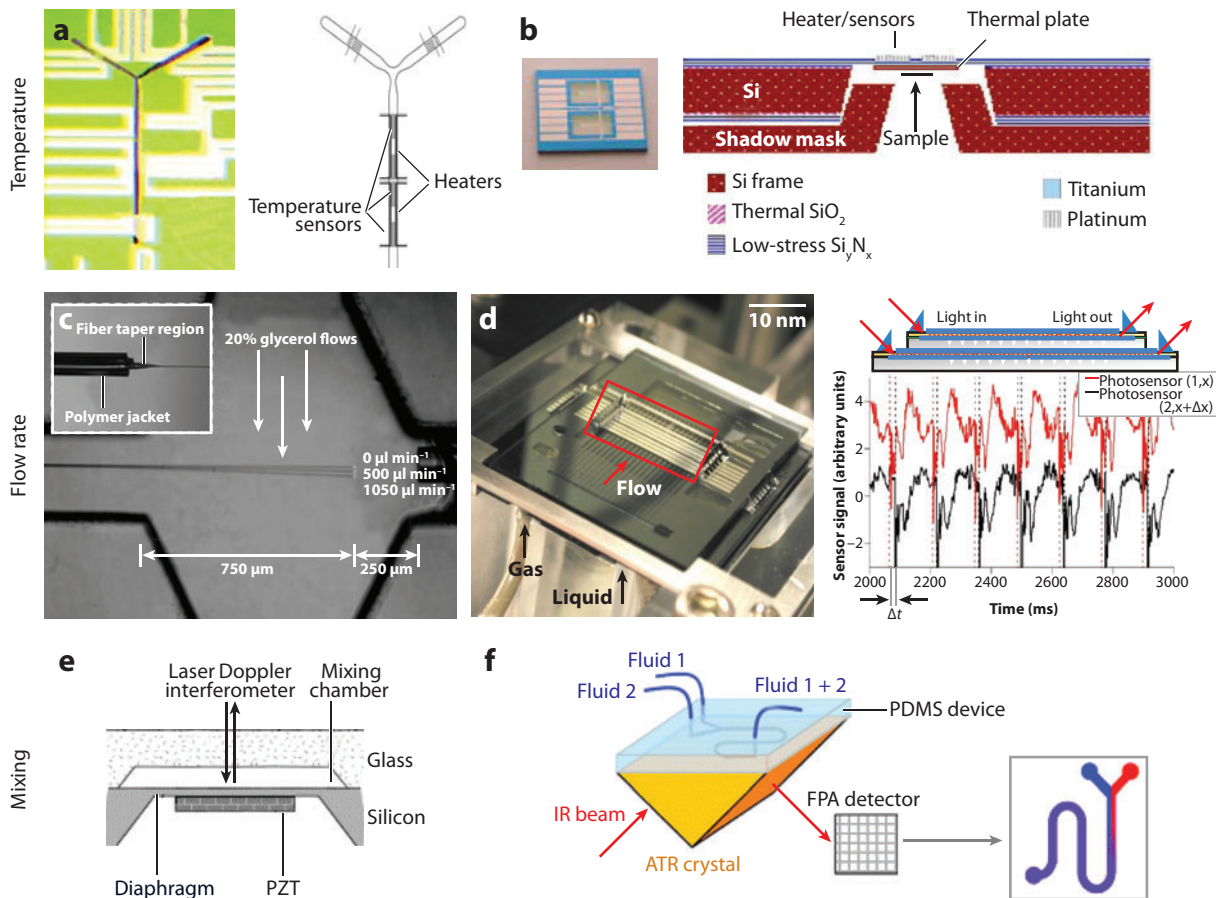 Temperature
a
Temperature
sensors
Heaters
b
Heater/sensors
Thermal plate
Si
Shadow mask
Sample
Si frame
Thermal SiO₂
Low-stress SiᵧNₓ
Titanium
Platinum
Flow rate
c
Fiber taper region
Polymer jacket
20% glycerol flows
0 µl min⁻¹
500 µl min⁻¹
1050 µl min⁻¹
750 µm
250 µm
d
10 nm
Flow
Gas
Liquid
Light in
Light out
Photosensor (1,x)
Photosensor
(2,x+Δx)
Sensor signal (arbitrary units)
4
2
0
−2
2000
2200
2400
2600
2800
3000
Δt
Time (ms)
Mixing
e
Laser Doppler
interferometer
Mixing
chamber
Glass
Silicon
Diaphragm
PZT
f
Fluid 1
Fluid 2
Fluid 1 + 2
PDMS device
IR beam
FPA detector
ATR crystal